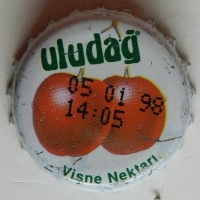 uludağ
05 01 98
14:05
Visne Nektarı